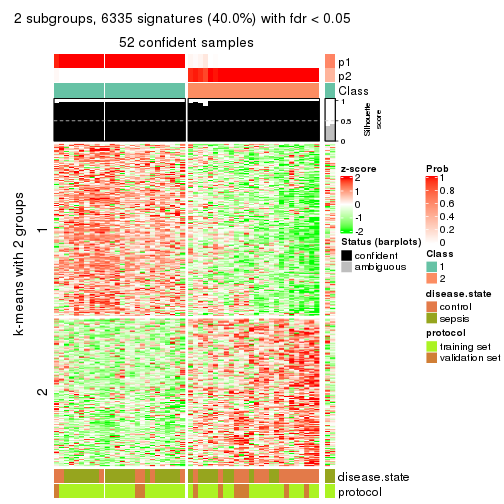 2 subgroups, 6335 signatures (40.0%) with fdr < 0.05
52 confident samples
p1
p2
Class
1
0.5
0
Silhouette
score
k-means with 2 groups
1
2
z-score
2
1
0
-1
-2
Status (barplots)
confident
ambiguous
Prob
1
0.8
0.6
0.4
0.2
0
Class
1
2
disease.state
control
sepsis
protocol
training set
validation set
disease.state
protocol